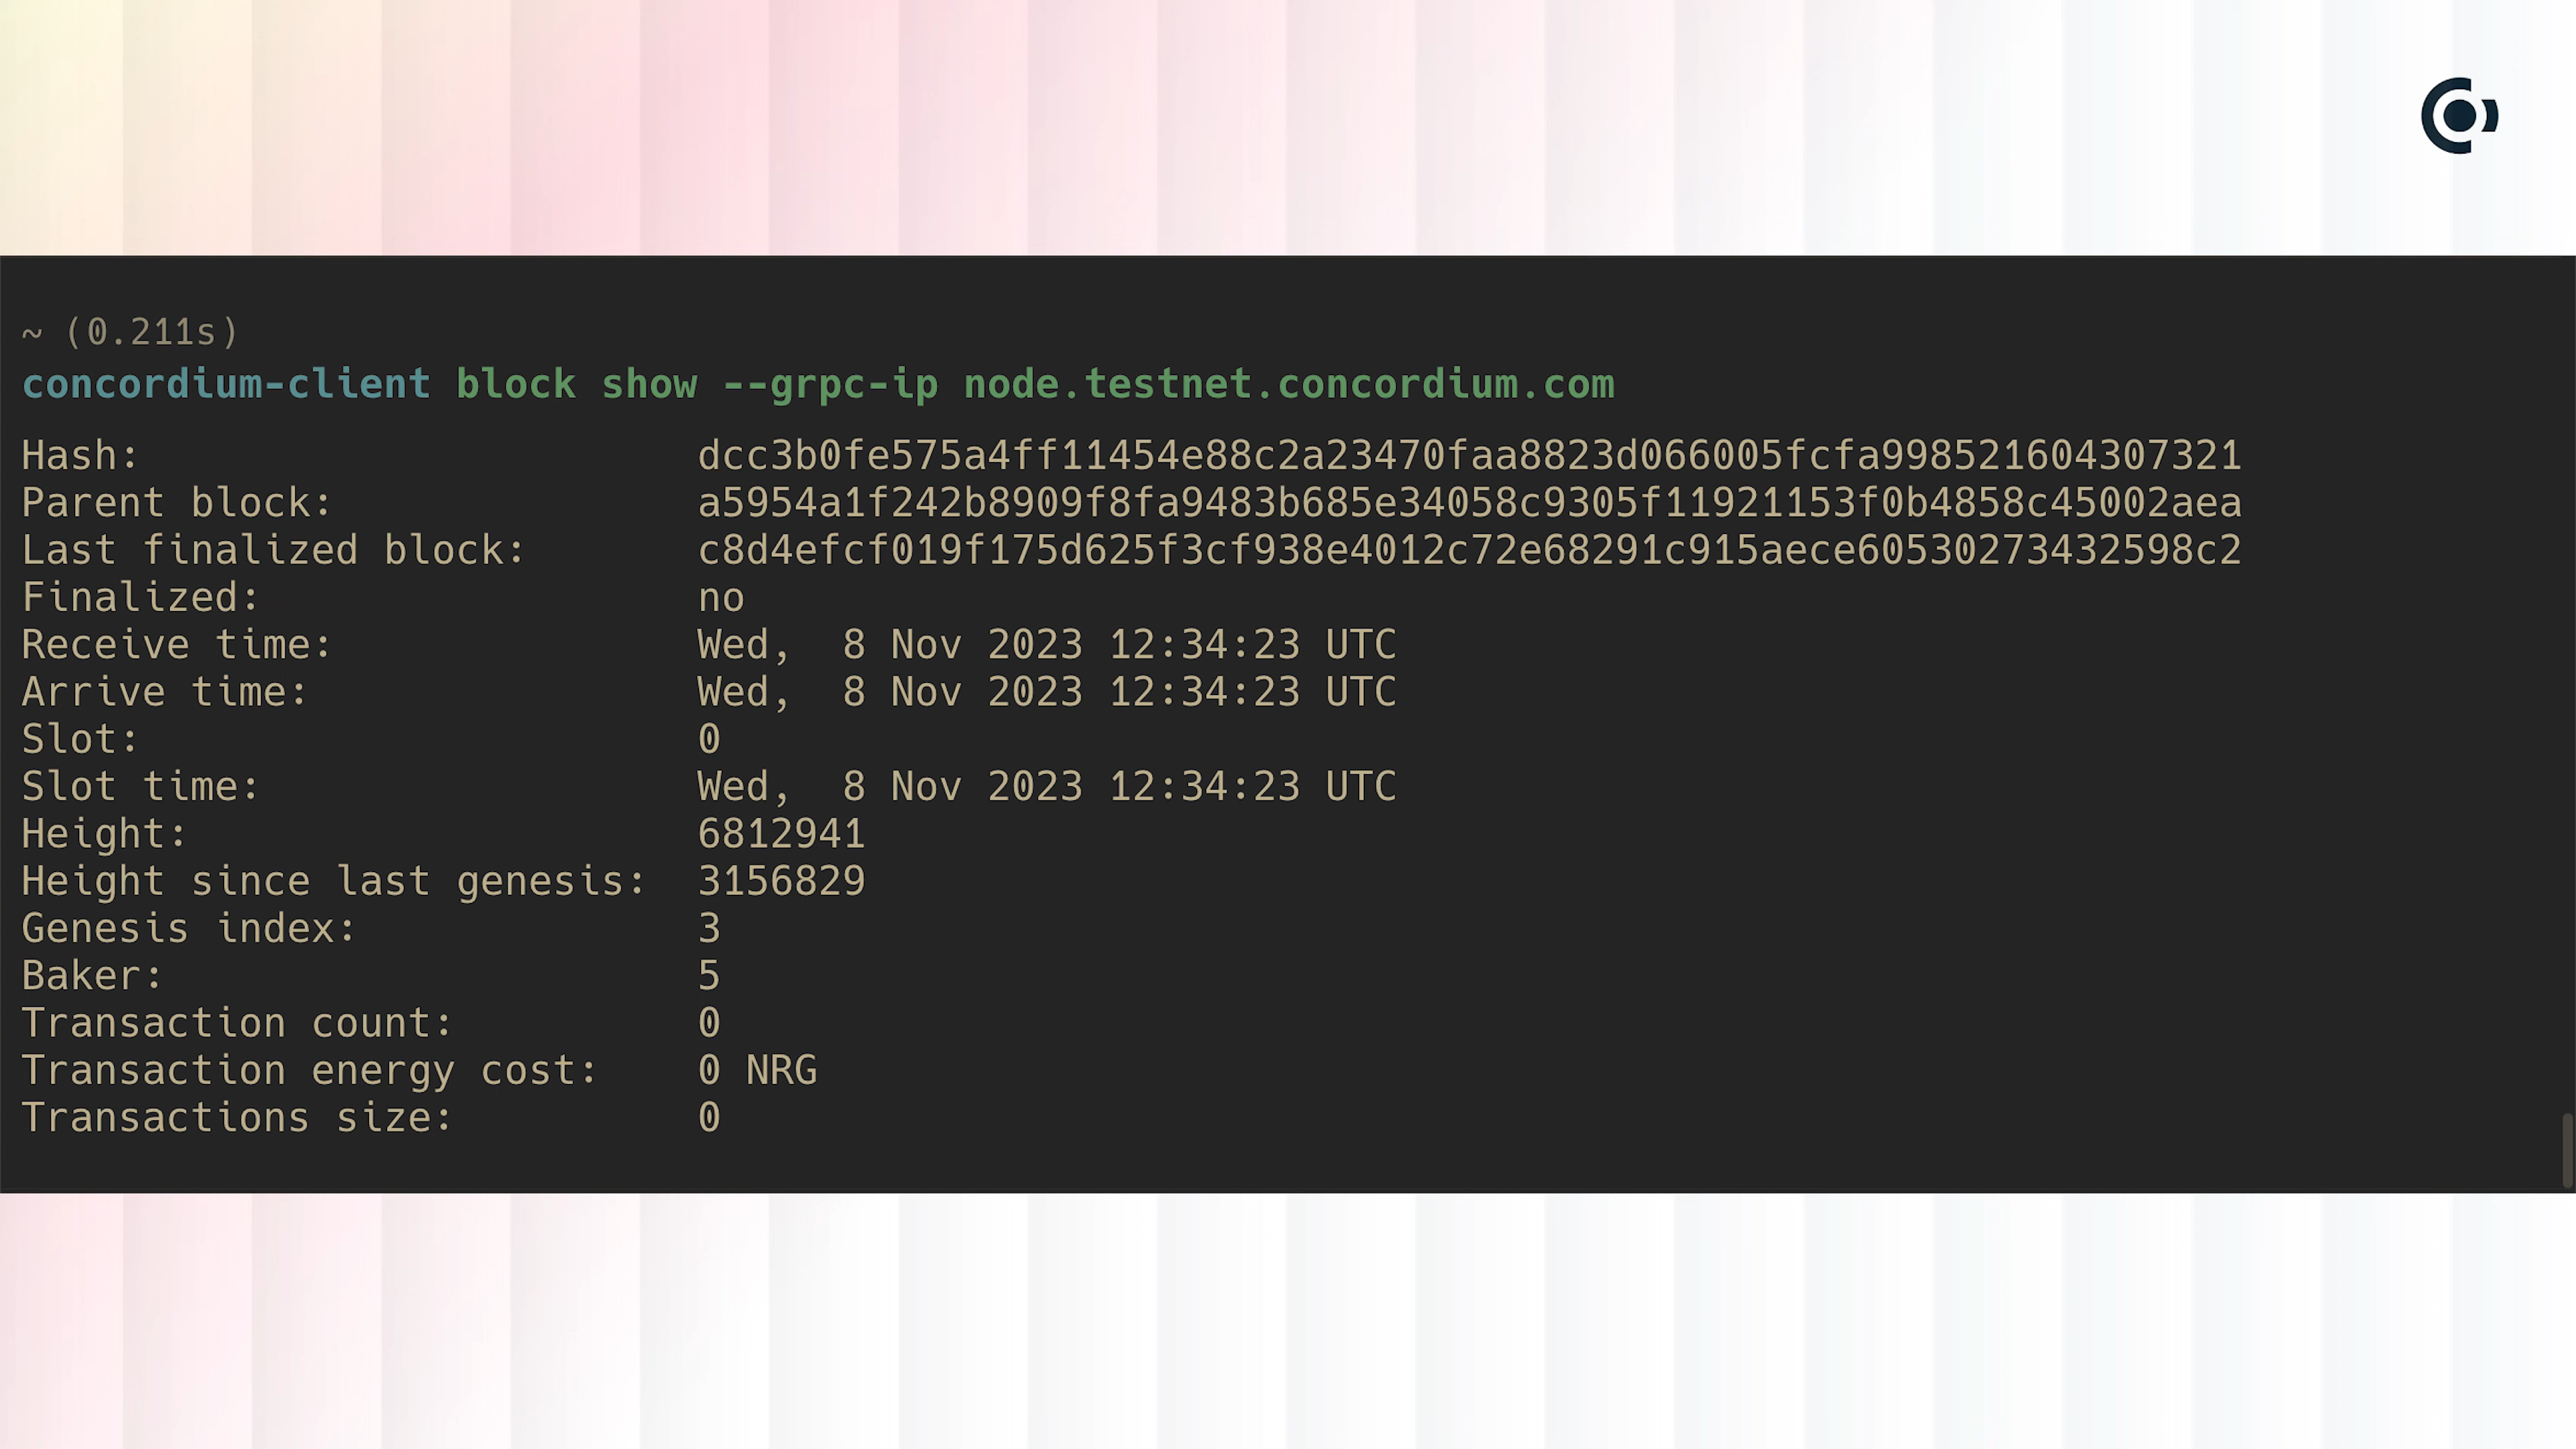 ~ (0.211s)
concordium-client block show --grpc-ip node.testnet.concordium.com
Hash: dcc3b0fe575a4ff11454e88c2a23470faa8823d066005fcfa998521604307321
Parent block: a5954a1f242b8909f8fa9483b685e34058c9305f11921153f0b4858c45002aea
Last finalized block: c8d4efcf019f175d625f3cf938e4012c72e68291c915aece60530273432598c2
Finalized: no
Receive time: Wed,  8 Nov 2023 12:34:23 UTC
Arrive time: Wed,  8 Nov 2023 12:34:23 UTC
Slot: 0
Slot time: Wed,  8 Nov 2023 12:34:23 UTC
Height: 6812941
Height since last genesis: 3156829
Genesis index: 3
Baker: 5
Transaction count: 0
Transaction energy cost: 0 NRG
Transactions size: 0